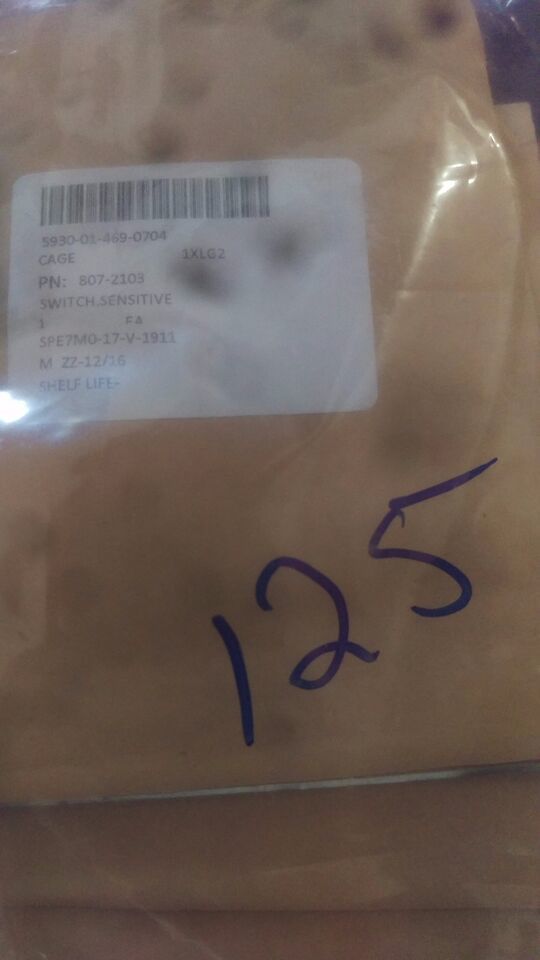 5930-01-469-0704
CAGE 1XLG2
PN: 807-2103
SWITCH,SENSITIVE
1 EA
SPE7M0-17-V-1911
M ZZ-12/16
SHELF LIFE-
125